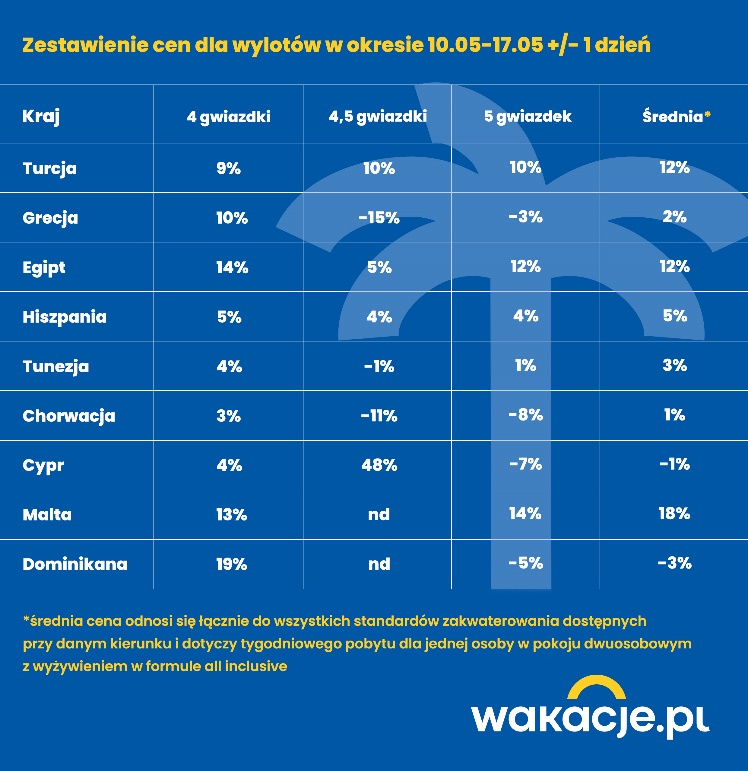 Zestawienie cen dla wylotów w okresie 10.05-17.05 +/- 1 dzień
Kraj 4 gwiazdki 4,5 gwiazdki 5 gwiazdek Średnia*
Turcja 9% 10% 10% 12%
Grecja 10% -15% -3% 2%
Egipt 14% 5% 12% 12%
Hiszpania 5% 4% 4% 5%
Tunezja 4% -1% 1% 3%
Chorwacja 3% -11% -8% 1%
Cypr 4% 48% -7% -1%
Malta 13% nd 14% 18%
Dominikana 19% nd -5% -3%
*średnia cena odnosi się łącznie do wszystkich standardów zakwaterowania dostępnych
przy danym kierunku i dotyczy tygodniowego pobytu dla jednej osoby w pokoju dwuosobowym
z wyżywieniem w formule all inclusive
wakacje.pl